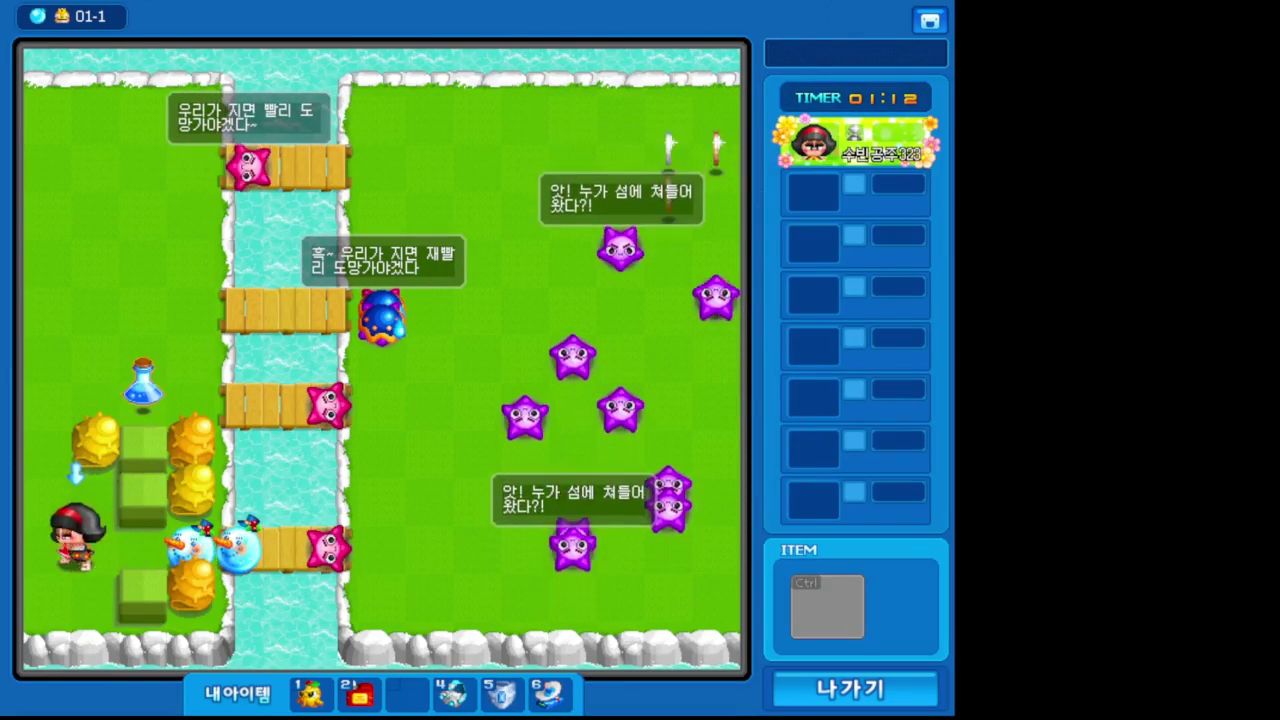 01-1
우리가 지면 빨리 도
망가야겠다~
TIMER 01:12
수빈공주323
앗! 누가 섬에 쳐들어
왔다?!
흑~ 우리가 지면 재빨
리 도망가야겠다
앗! 누가 섬에 쳐들어
왔다?!
ITEM
Ctrl
내아이템
1
2
4
5
6
나가기